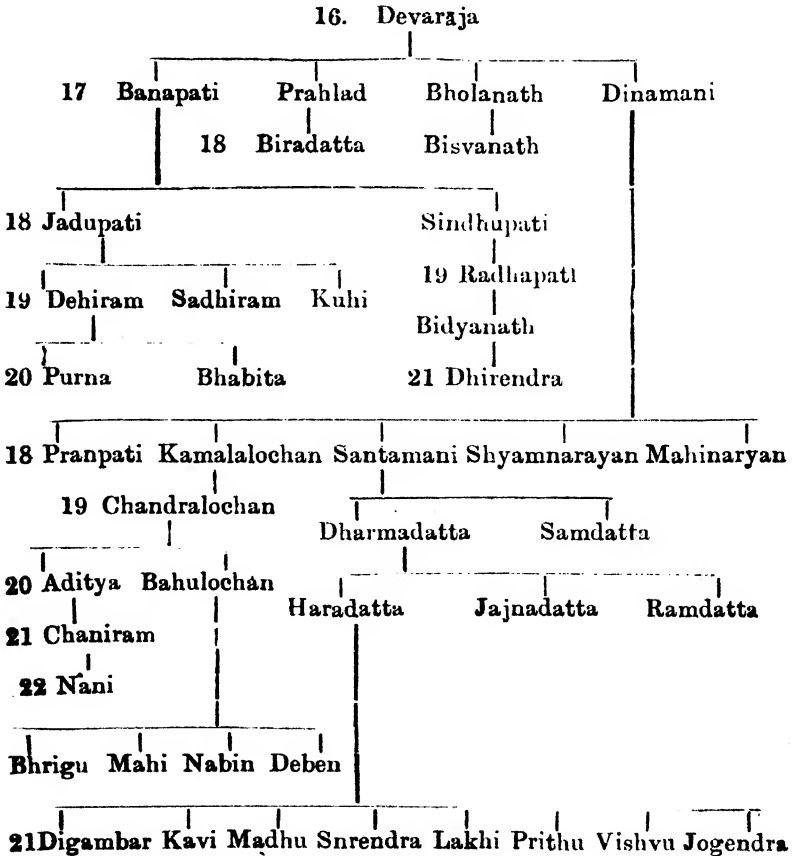 16. Devaraja
17 Banapati Prahlad Bholanath Dinamani
18 Biradatta Bisvanath
18 Jadupati Sindhupati
19 Radhapati
19 Dehiram Sadhiram Kuhi
Bidyanath
20 Purna Bhabita 21 Dhirendra
18 Pranpati Kamalalochan Santamani Shyamnarayan Mahinaryan
19 Chandralochan
Dharmadatta Samdatta
20 Aditya Bahulochan
Haradatta Jajnadatta Ramdatta
21 Chaniram
22 Nani
Bhrigu Mahi Nabin Deben
21Digambar Kavi Madhu Snrendra Lakhi Prithu Vishvu Jogendra